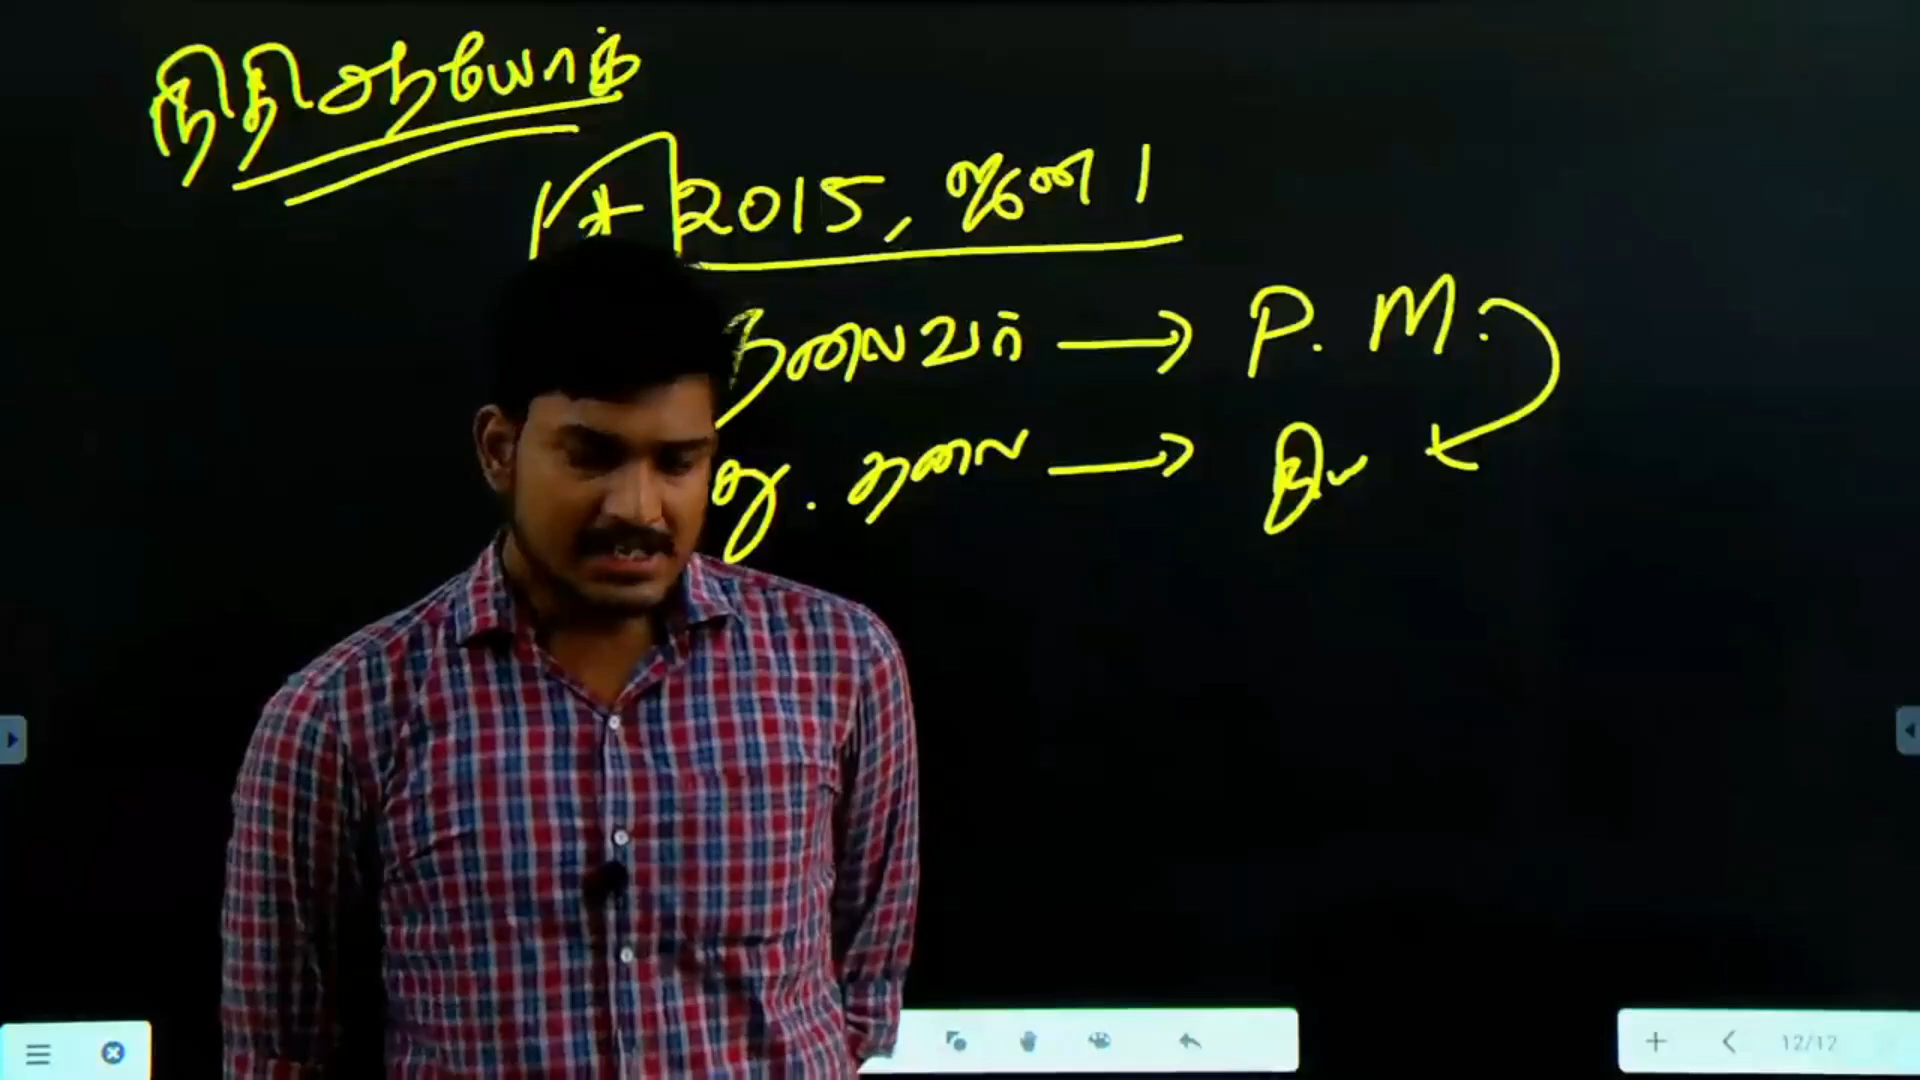 நிதி ஆயோக்
* 2015, ஜன 1
தலைவர் → P. M.
து. தலை → நிய
12/12